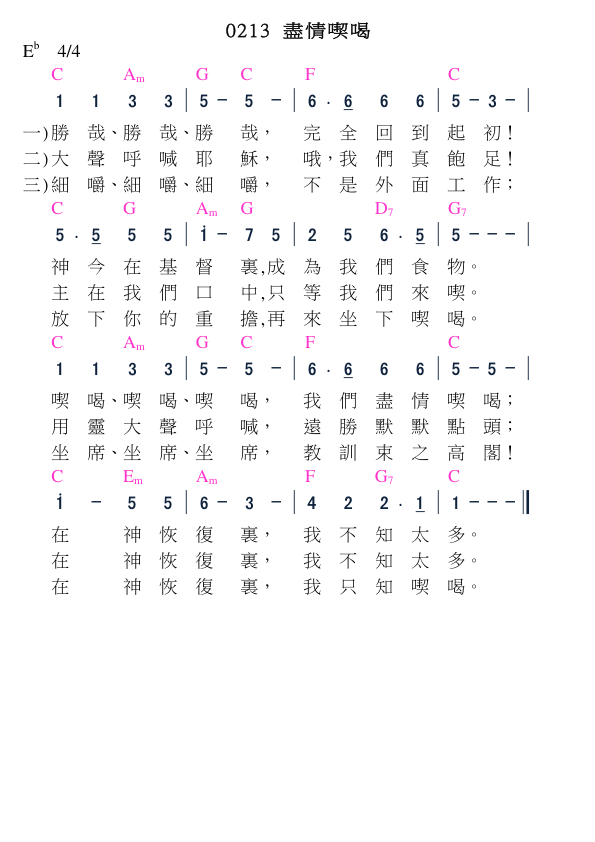 0213 盡情喫喝
E♭ 4/4
C Am G C F C
1 1 3 3 | 5 - 5 - | 6 . 6 6 6 | 5 - 3 - |
一)勝 哉、勝 哉、勝 哉， 完 全 回 到 起 初！
二)大 聲 呼 喊 耶 穌， 哦，我 們 真 飽 足！
三)細 嚼、細 嚼、細 嚼， 不 是 外 面 工 作；
C G Am G D7 G7
5 . 5 5 5 | i - 7 5 | 2 5 6 . 5 | 5 - - - |
神 今 在 基 督 裏,成 為 我 們 食 物。
主 在 我 們 口 中,只 等 我 們 來 喫。
放 下 你 的 重 擔,再 來 坐 下 喫 喝。
C Am G C F C
1 1 3 3 | 5 - 5 - | 6 . 6 6 6 | 5 - 5 - |
喫 喝、喫 喝、喫 喝， 我 們 盡 情 喫 喝；
用 靈 大 聲 呼 喊， 遠 勝 默 默 點 頭；
坐 席、坐 席、坐 席， 教 訓 束 之 高 閣！
C Em Am F G7 C
i - 5 5 | 6 - 3 - | 4 2 2 . 1 | 1 - - - ||
在 神 恢 復 裏， 我 不 知 太 多。
在 神 恢 復 裏， 我 不 知 太 多。
在 神 恢 復 裏， 我 只 知 喫 喝。